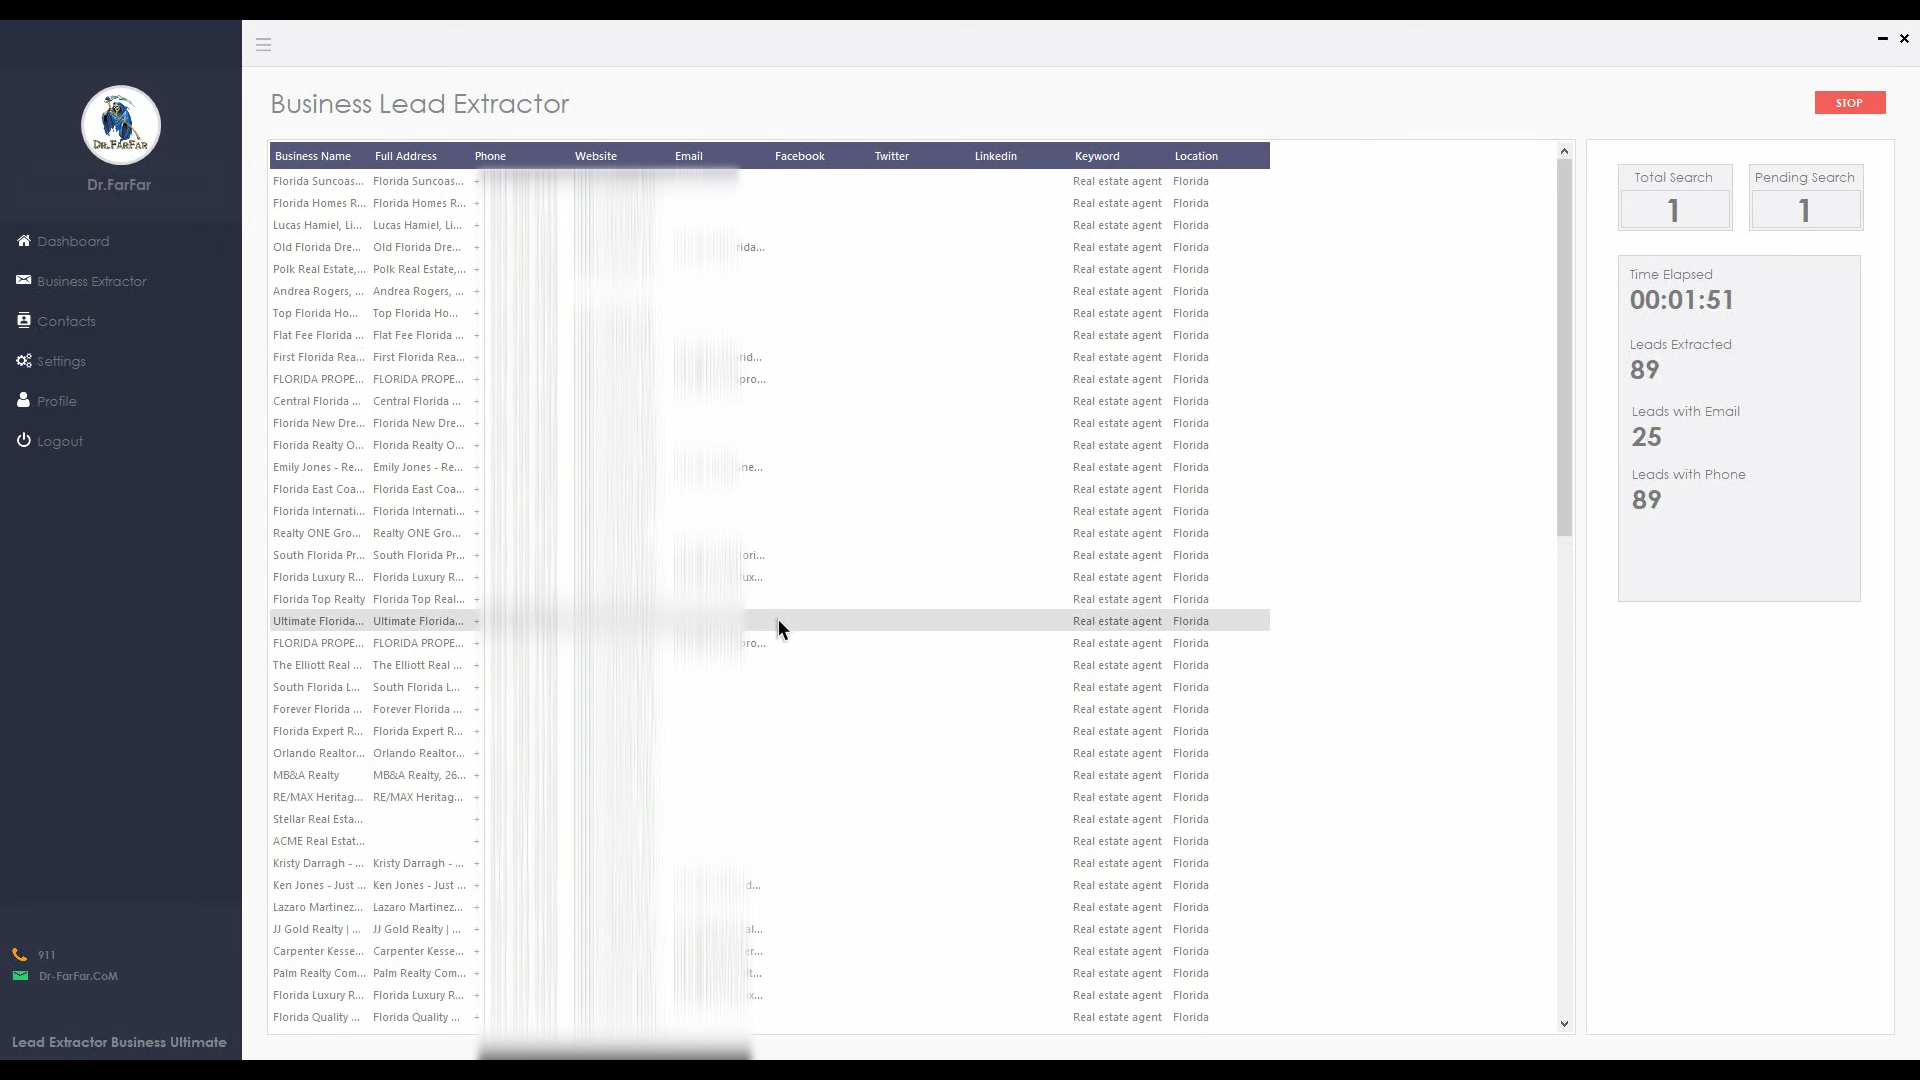 Business Lead Extractor
STOP
DR.FARFAR
Dr.FarFar
Dashboard
Business Extractor
Contacts
Settings
Profile
Logout
911
Dr-FarFar.CoM
Lead Extractor Business Ultimate
Business Name Full Address Phone Website Email Facebook Twitter Linkedin Keyword Location
Florida Suncoas... Florida Suncoas... + Real estate agent Florida
Florida Homes R... Florida Homes R... + Real estate agent Florida
Lucas Hamiel, Li... Lucas Hamiel, Li... + Real estate agent Florida
Old Florida Dre... Old Florida Dre... + rida... Real estate agent Florida
Polk Real Estate,... Polk Real Estate,... + Real estate agent Florida
Andrea Rogers, ... Andrea Rogers, ... + Real estate agent Florida
Top Florida Ho... Top Florida Ho... + Real estate agent Florida
Flat Fee Florida ... Flat Fee Florida ... + Real estate agent Florida
First Florida Rea... First Florida Rea... + rid... Real estate agent Florida
FLORIDA PROPE... FLORIDA PROPE... + pro... Real estate agent Florida
Central Florida ... Central Florida ... + Real estate agent Florida
Florida New Dre... Florida New Dre... + Real estate agent Florida
Florida Realty O... Florida Realty O... + Real estate agent Florida
Emily Jones - Re... Emily Jones - Re... + ne... Real estate agent Florida
Florida East Coa... Florida East Coa... + Real estate agent Florida
Florida Internati... Florida Internati... + Real estate agent Florida
Realty ONE Gro... Realty ONE Gro... + Real estate agent Florida
South Florida Pr... South Florida Pr... + lori... Real estate agent Florida
Florida Luxury R... Florida Luxury R... + lux... Real estate agent Florida
Florida Top Realty Florida Top Real... + Real estate agent Florida
Ultimate Florida... Ultimate Florida... + Real estate agent Florida
FLORIDA PROPE... FLORIDA PROPE... + pro... Real estate agent Florida
The Elliott Real ... The Elliott Real ... + Real estate agent Florida
South Florida L... South Florida L... + Real estate agent Florida
Forever Florida ... Forever Florida ... + Real estate agent Florida
Florida Expert R... Florida Expert R... + Real estate agent Florida
Orlando Realtor... Orlando Realtor... + Real estate agent Florida
MB&A Realty MB&A Realty, 26... + Real estate agent Florida
RE/MAX Heritag... RE/MAX Heritag... + Real estate agent Florida
Stellar Real Esta... + Real estate agent Florida
ACME Real Estat... + Real estate agent Florida
Kristy Darragh - ... Kristy Darragh - ... + Real estate agent Florida
Ken Jones - Just ... Ken Jones - Just ... + d... Real estate agent Florida
Lazaro Martinez... Lazaro Martinez... + Real estate agent Florida
JJ Gold Realty | ... JJ Gold Realty | ... + al... Real estate agent Florida
Carpenter Kesse... Carpenter Kesse... + er... Real estate agent Florida
Palm Realty Com... Palm Realty Com... + it... Real estate agent Florida
Florida Luxury R... Florida Luxury R... + x... Real estate agent Florida
Florida Quality ... Florida Quality ... + Real estate agent Florida
Total Search Pending Search
1 1
Time Elapsed
00:01:51
Leads Extracted
89
Leads with Email
25
Leads with Phone
89